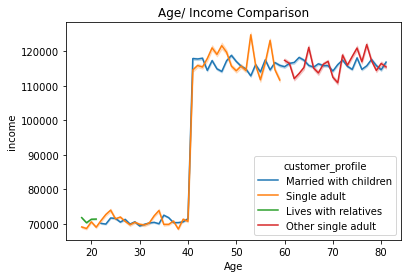 Age/ Income Comparison
income
120000
110000
100000
90000
80000
70000
customer_profile
Married with children
Single adult
Lives with relatives
Other single adult
20
30
40
50
60
70
80
Age